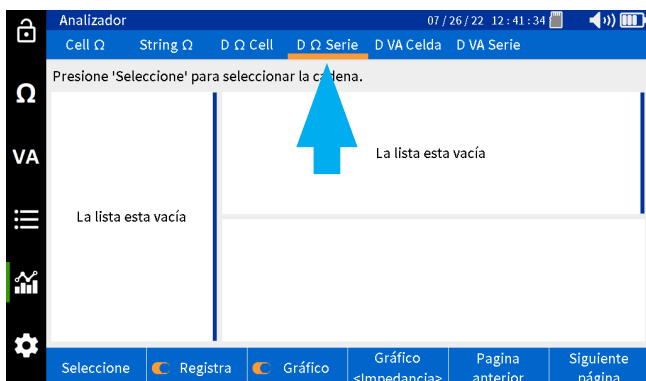 Analizador 07/26/22 12:41:34
Cell Ω String Ω D Ω Cell D Ω Serie D VA Celda D VA Serie
Presione 'Seleccione' para seleccionar la cadena.
Ω
VA
La lista esta vacía
La lista esta vacía
Seleccione Registra Gráfico Gráfico <Impedancia> Pagina anterior Siguiente página